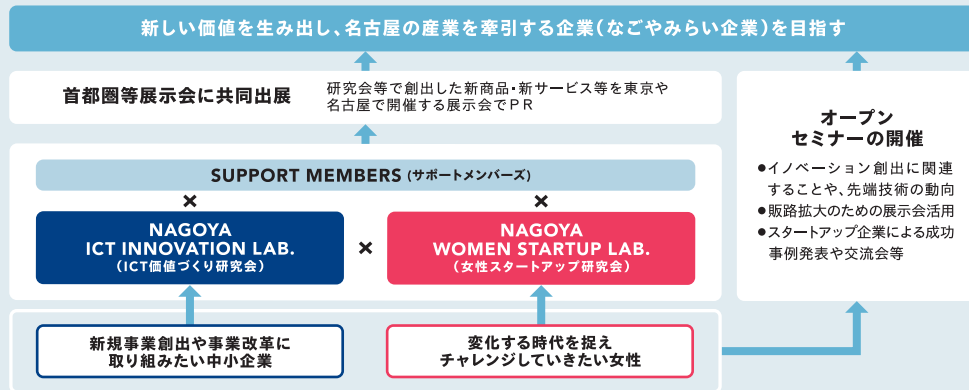 新しい価値を生み出し、名古屋の産業を牽引する企業(なごやみらい企業)を目指す
首都圏等展示会に共同出展
研究会等で創出した新商品・新サービス等を東京や
名古屋で開催する展示会でPR
SUPPORT MEMBERS (サポートメンバーズ)
× ×
NAGOYA
ICT INNOVATION LAB.
(ICT価値づくり研究会)
×
NAGOYA
WOMEN STARTUP LAB.
(女性スタートアップ研究会)
新規事業創出や事業改革に
取り組みたい中小企業
変化する時代を捉え
チャレンジしていきたい女性
オープン
セミナーの開催
●イノベーション創出に関連
することや、先端技術の動向
●販路拡大のための展示会活用
●スタートアップ企業による成功
事例発表や交流会等